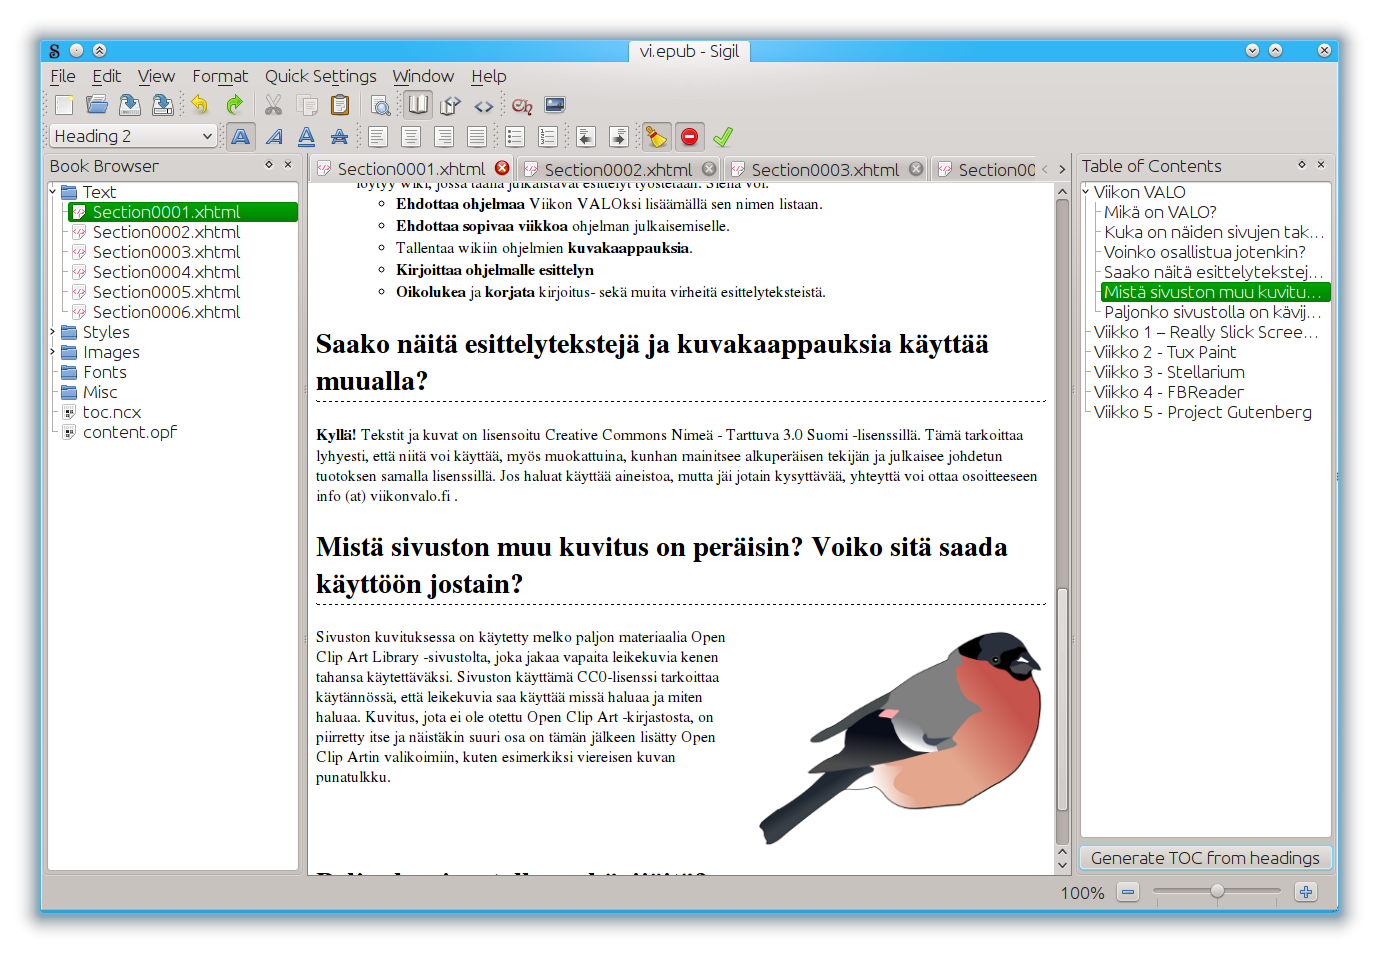 vi.epub - Sigil
File Edit View Format Quick Settings Window Help
Heading 2
Book Browser
Text
Section0001.xhtml
Section0002.xhtml
Section0003.xhtml
Section0004.xhtml
Section0005.xhtml
Section0006.xhtml
Styles
Images
Fonts
Misc
toc.ncx
content.opf
Section0001.xhtml Section0002.xhtml Section0003.xhtml Section00
löytyy wiki, jossa täällä julkaistavat esittelyt työstetään. Siellä voi:
Ehdottaa ohjelmaa Viikon VALOksi lisäämällä sen nimen listaan.
Ehdottaa sopivaa viikkoa ohjelman julkaisemiselle.
Tallentaa wikiin ohjelmien kuvakaappauksia.
Kirjoittaa ohjelmalle esittelyn
Oikolukea ja korjata kirjoitus- sekä muita virheitä esittelyteksteistä.
Saako näitä esittelytekstejä ja kuvakaappauksia käyttää
muualla?
Kyllä! Tekstit ja kuvat on lisensoitu Creative Commons Nimeä - Tarttuva 3.0 Suomi -lisenssillä. Tämä tarkoittaa
lyhyesti, että niitä voi käyttää, myös muokattuina, kunhan mainitsee alkuperäisen tekijän ja julkaisee johdetun
tuotoksen samalla lisenssillä. Jos haluat käyttää aineistoa, mutta jäi jotain kysyttävää, yhteyttä voi ottaa osoitteeseen
info (at) viikonvalo.fi .
Mistä sivuston muu kuvitus on peräisin? Voiko sitä saada
käyttöön jostain?
Sivuston kuvituksessa on käytetty melko paljon materiaalia Open
Clip Art Library -sivustolta, joka jakaa vapaita leikekuvia kenen
tahansa käytettäväksi. Sivuston käyttämä CC0-lisenssi tarkoittaa
käytännössä, että leikekuvia saa käyttää missä haluaa ja miten
haluaa. Kuvitus, jota ei ole otettu Open Clip Art -kirjastosta, on
piirretty itse ja näistäkin suuri osa on tämän jälkeen lisätty Open
Clip Artin valikoimiin, kuten esimerkiksi viereisen kuvan
punatulkku.
Table of Contents
Viikon VALO
Mikä on VALO?
Kuka on näiden sivujen tak...
Voinko osallistua jotenkin?
Saako näitä esittelytekstej...
Mistä sivuston muu kuvitu...
Paljonko sivustolla on kävij...
Viikko 1 – Really Slick Scree...
Viikko 2 - Tux Paint
Viikko 3 - Stellarium
Viikko 4 - FBReader
Viikko 5 - Project Gutenberg
Generate TOC from headings
100%